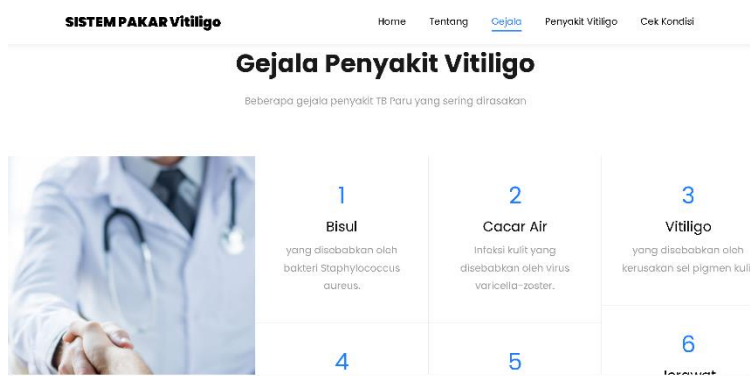 SISTEM PAKAR Vitiligo
Home Tentang Gejala Penyakit Vitiligo Cek Kondisi
Gejala Penyakit Vitiligo
Beberapa gejala penyakit TB Paru yang sering dirasakan
1
Bisul
yang disebabkan oleh
bakteri Staphylococcus
aureus.
2
Cacar Air
Infeksi kulit yang
disebabkan oleh virus
varicella-zoster.
3
Vitiligo
yang disebabkan oleh
kerusakan sel pigmen kuli
4
5
6
Jerawat